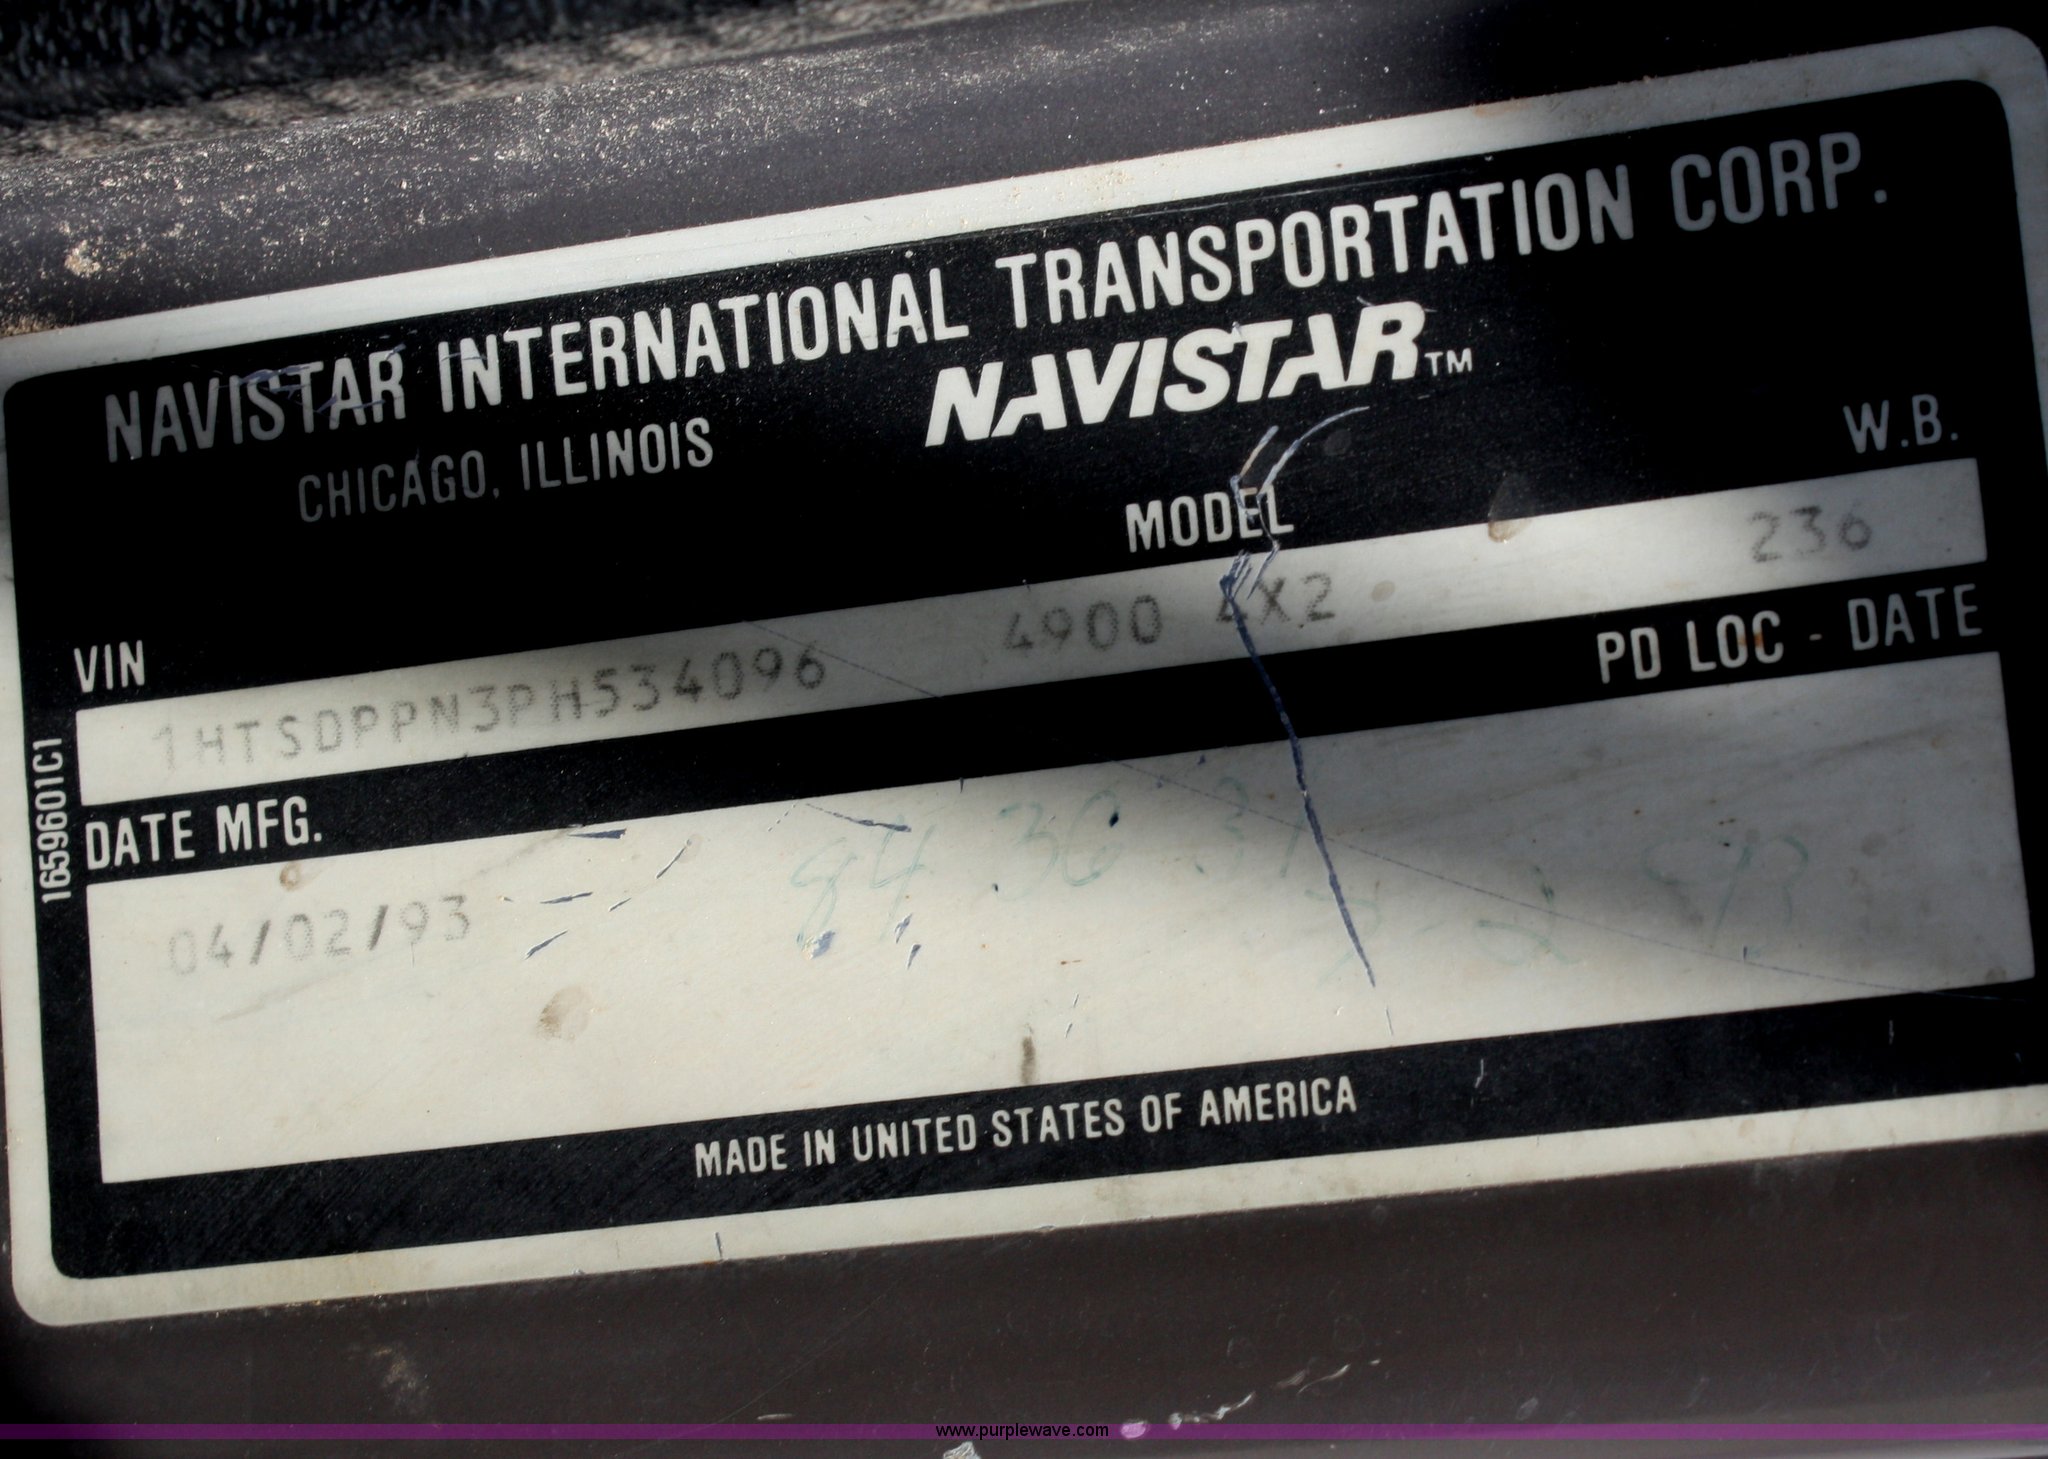 NAVISTAR INTERNATIONAL TRANSPORTATION CORP.
CHICAGO, ILLINOIS
NAVISTAR™
VIN
MODEL
W.B.
1HTSDPPN3PH534096
4900 4X2
236
DATE MFG.
PD LOC - DATE
04/02/93
1659601C1
MADE IN UNITED STATES OF AMERICA
www.purplewave.com